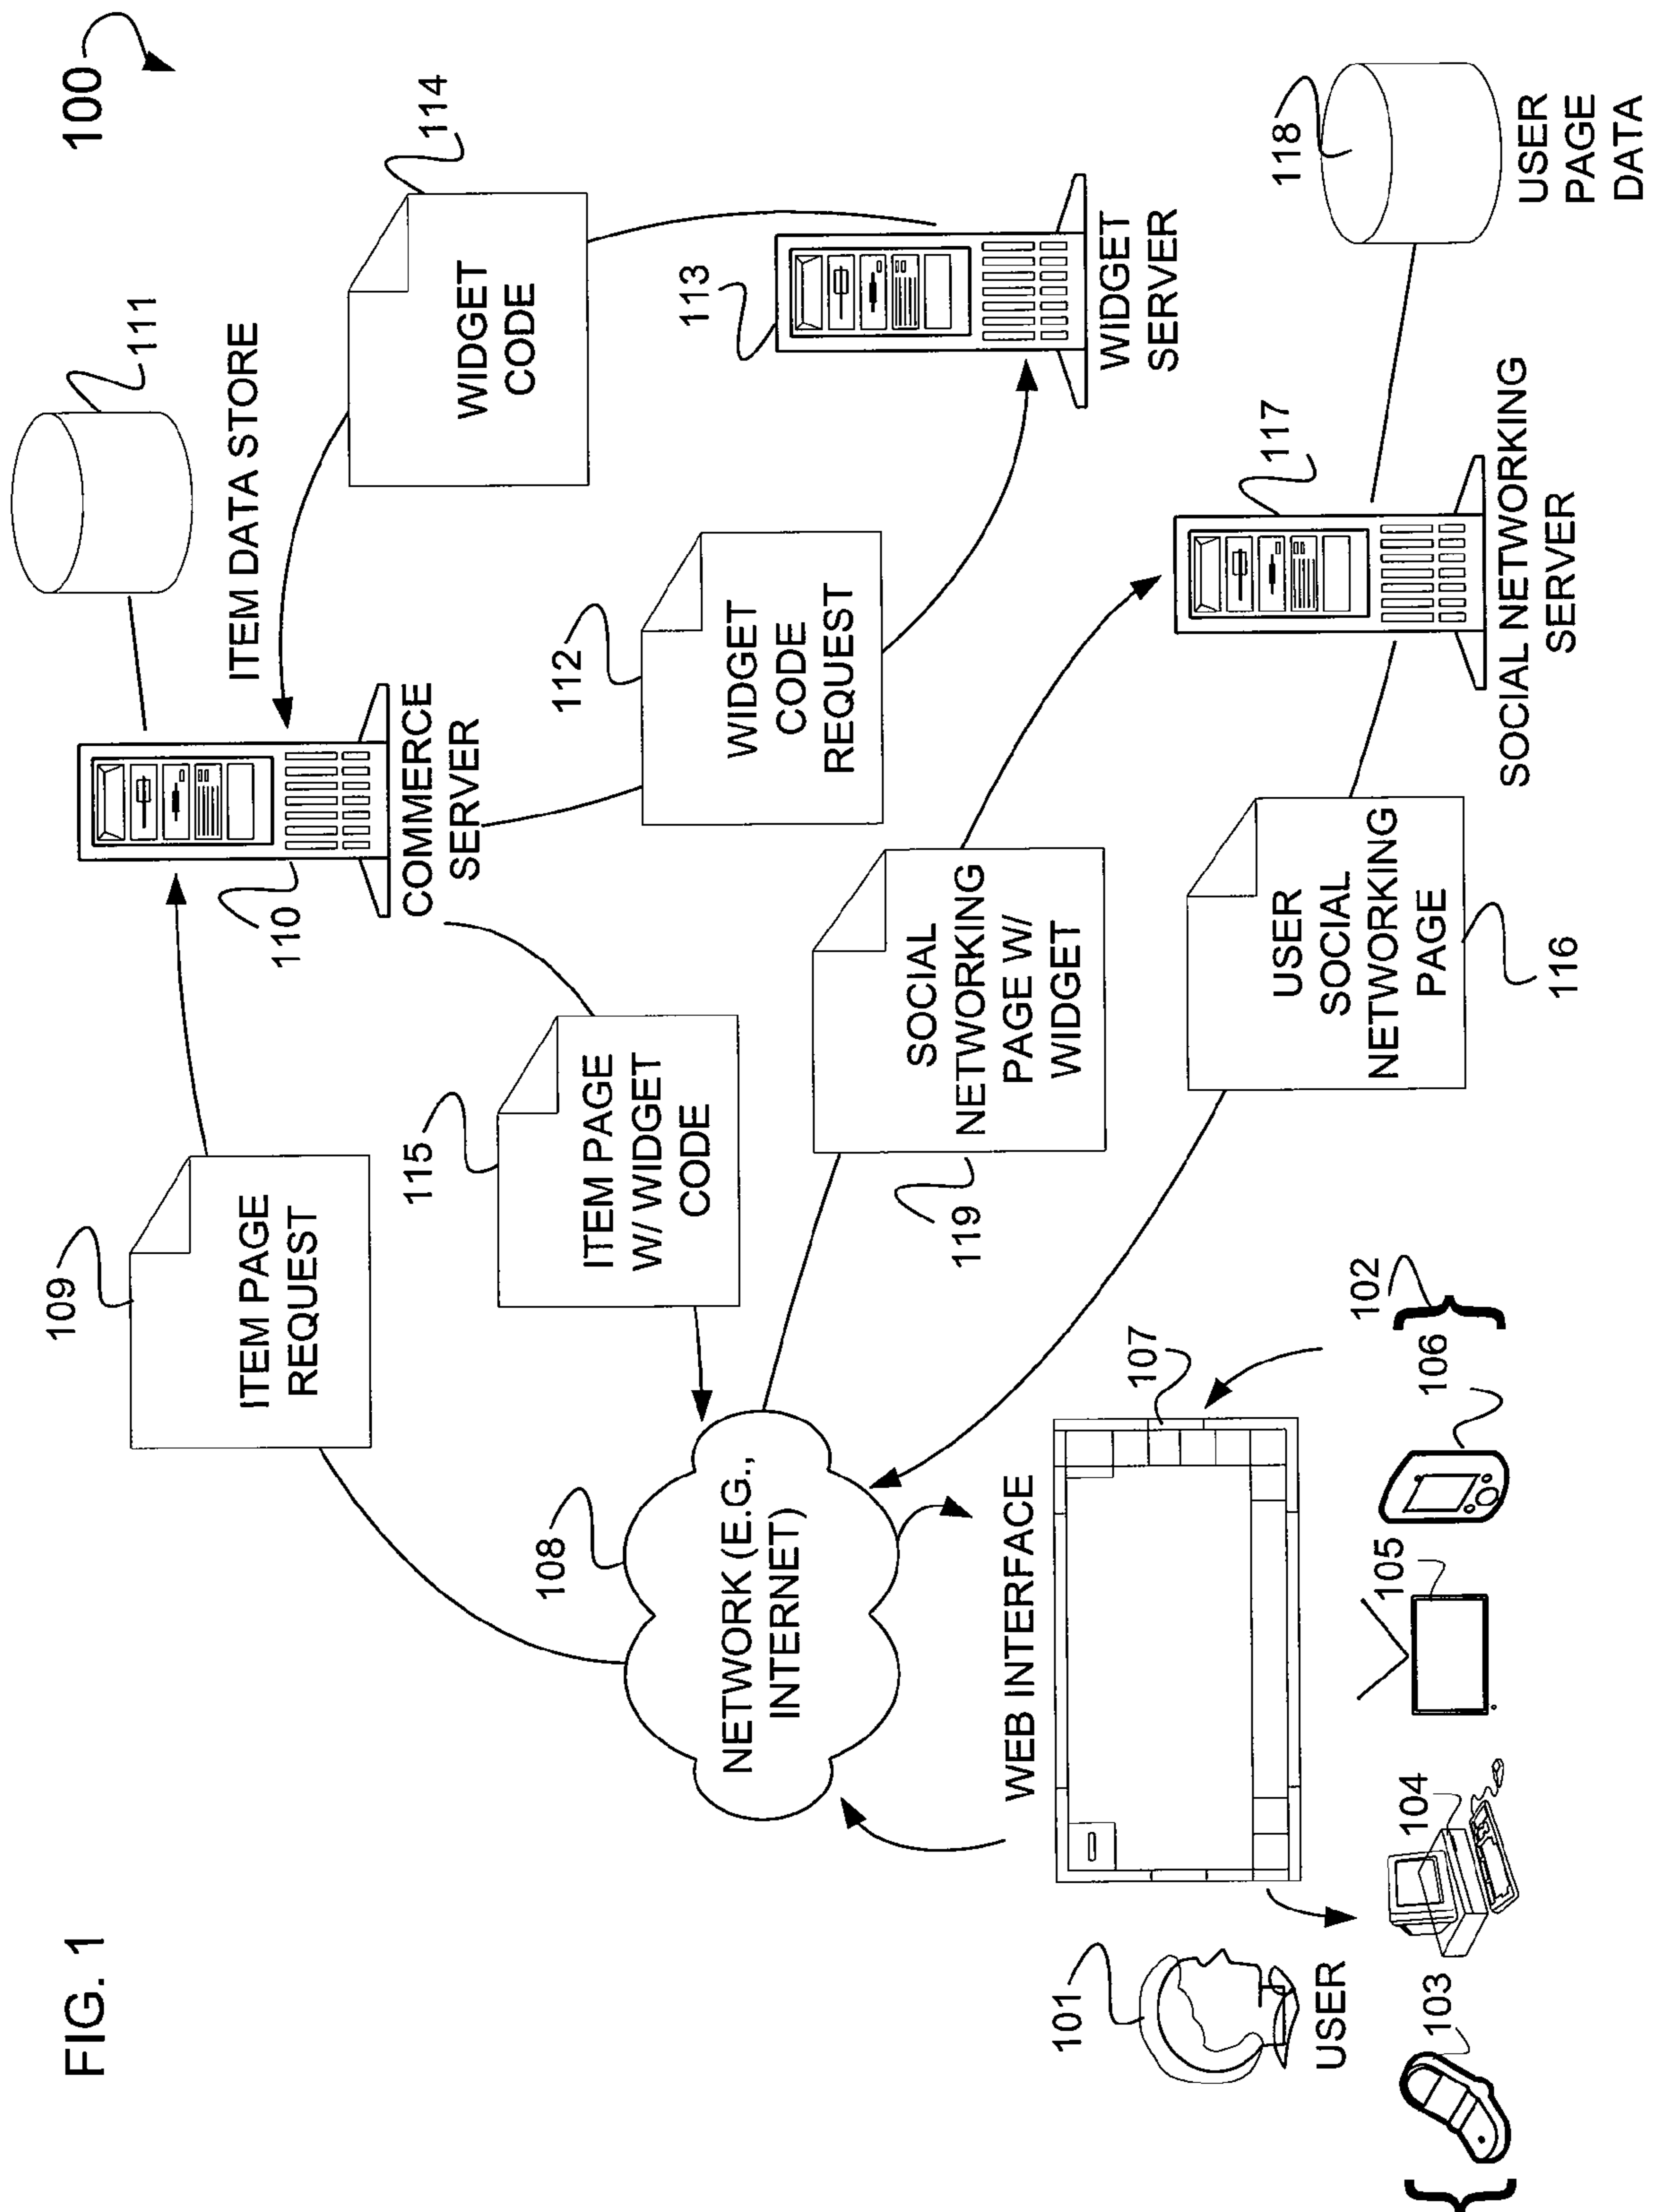 FIG. 1
100
109
ITEM PAGE
REQUEST
110
COMMERCE
SERVER
111
ITEM DATA STORE
114
WIDGET
CODE
115
ITEM PAGE
W/ WIDGET
CODE
112
WIDGET
CODE
REQUEST
113
WIDGET
SERVER
108
NETWORK (E.G.,
INTERNET)
SOCIAL
NETWORKING
PAGE W/
WIDGET
119
117
SOCIAL NETWORKING
SERVER
118
USER
PAGE
DATA
USER
SOCIAL
NETWORKING
PAGE
116
WEB INTERFACE
107
101
USER
102
103
104
105
106